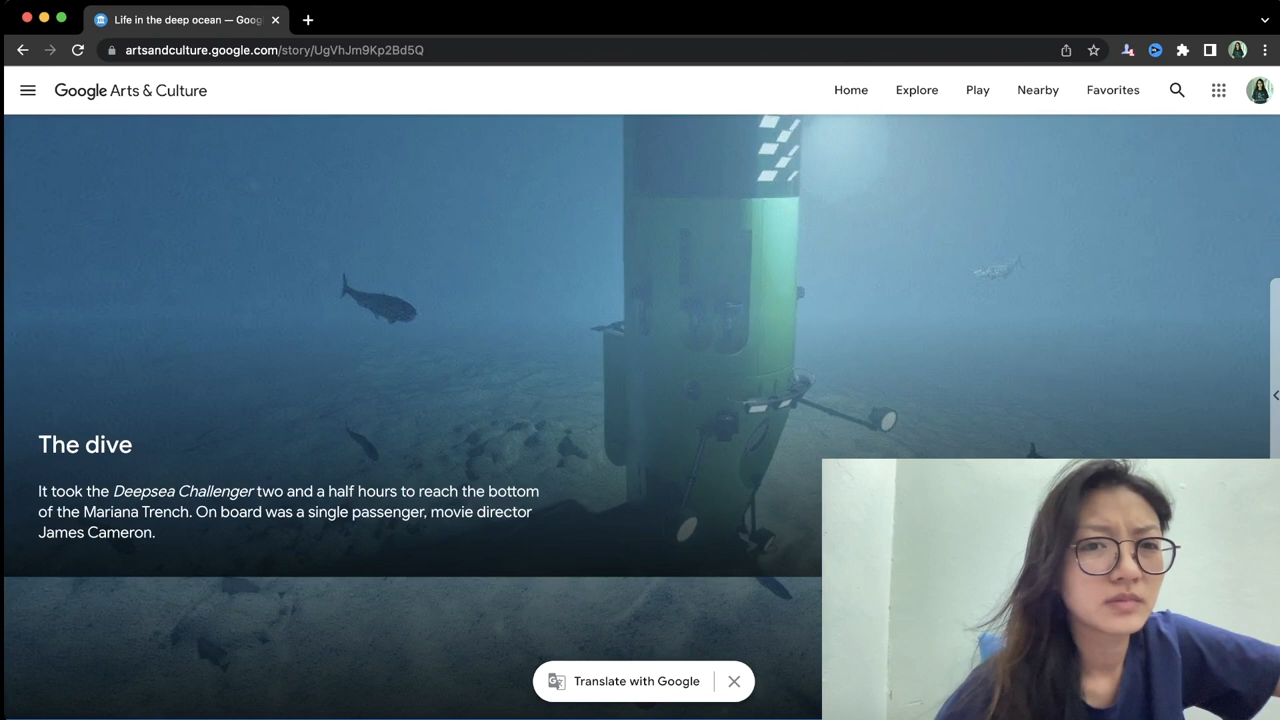 Life in the deep ocean — Goog
artsandculture.google.com/story/UgVhJm9Kp2Bd5Q
Google Arts & Culture
Home
Explore
Play
Nearby
Favorites
The dive
It took the Deepsea Challenger two and a half hours to reach the bottom
of the Mariana Trench. On board was a single passenger, movie director
James Cameron.
Translate with Google